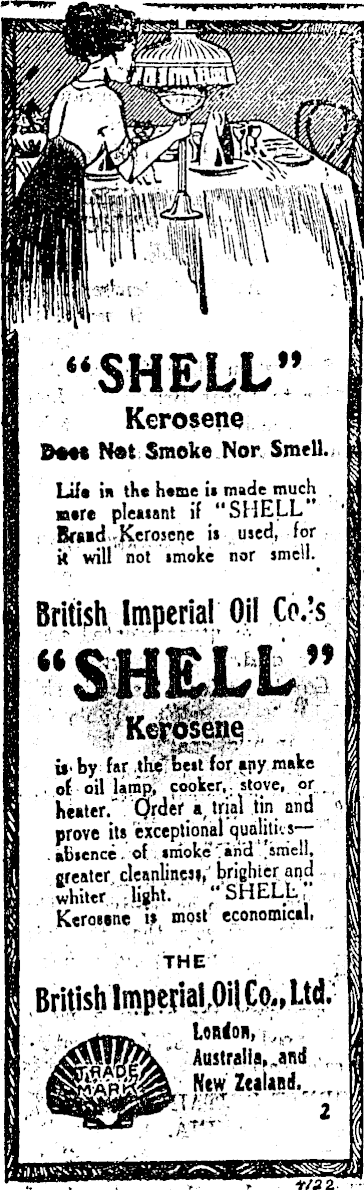 “SHELL”
Kerosene
Does Not Smoke Nor Smell.
Life in the home is made much
more pleasant if “SHELL”
Brand Kerosene is used, for
it will not smoke nor smell.
British Imperial Oil Co.’s
“SHELL”
Kerosene
is by far the best for any make
of oil lamp, cooker, stove, or
heater. Order a trial tin and
prove its exceptional qualities—
absence of smoke and smell,
greater cleanliness, brighter and
whiter light. “SHELL”
Kerosene is most economical.
THE
British Imperial Oil Co., Ltd.
London,
Australia, and
New Zealand.
TRADE
MARK
2
4/22